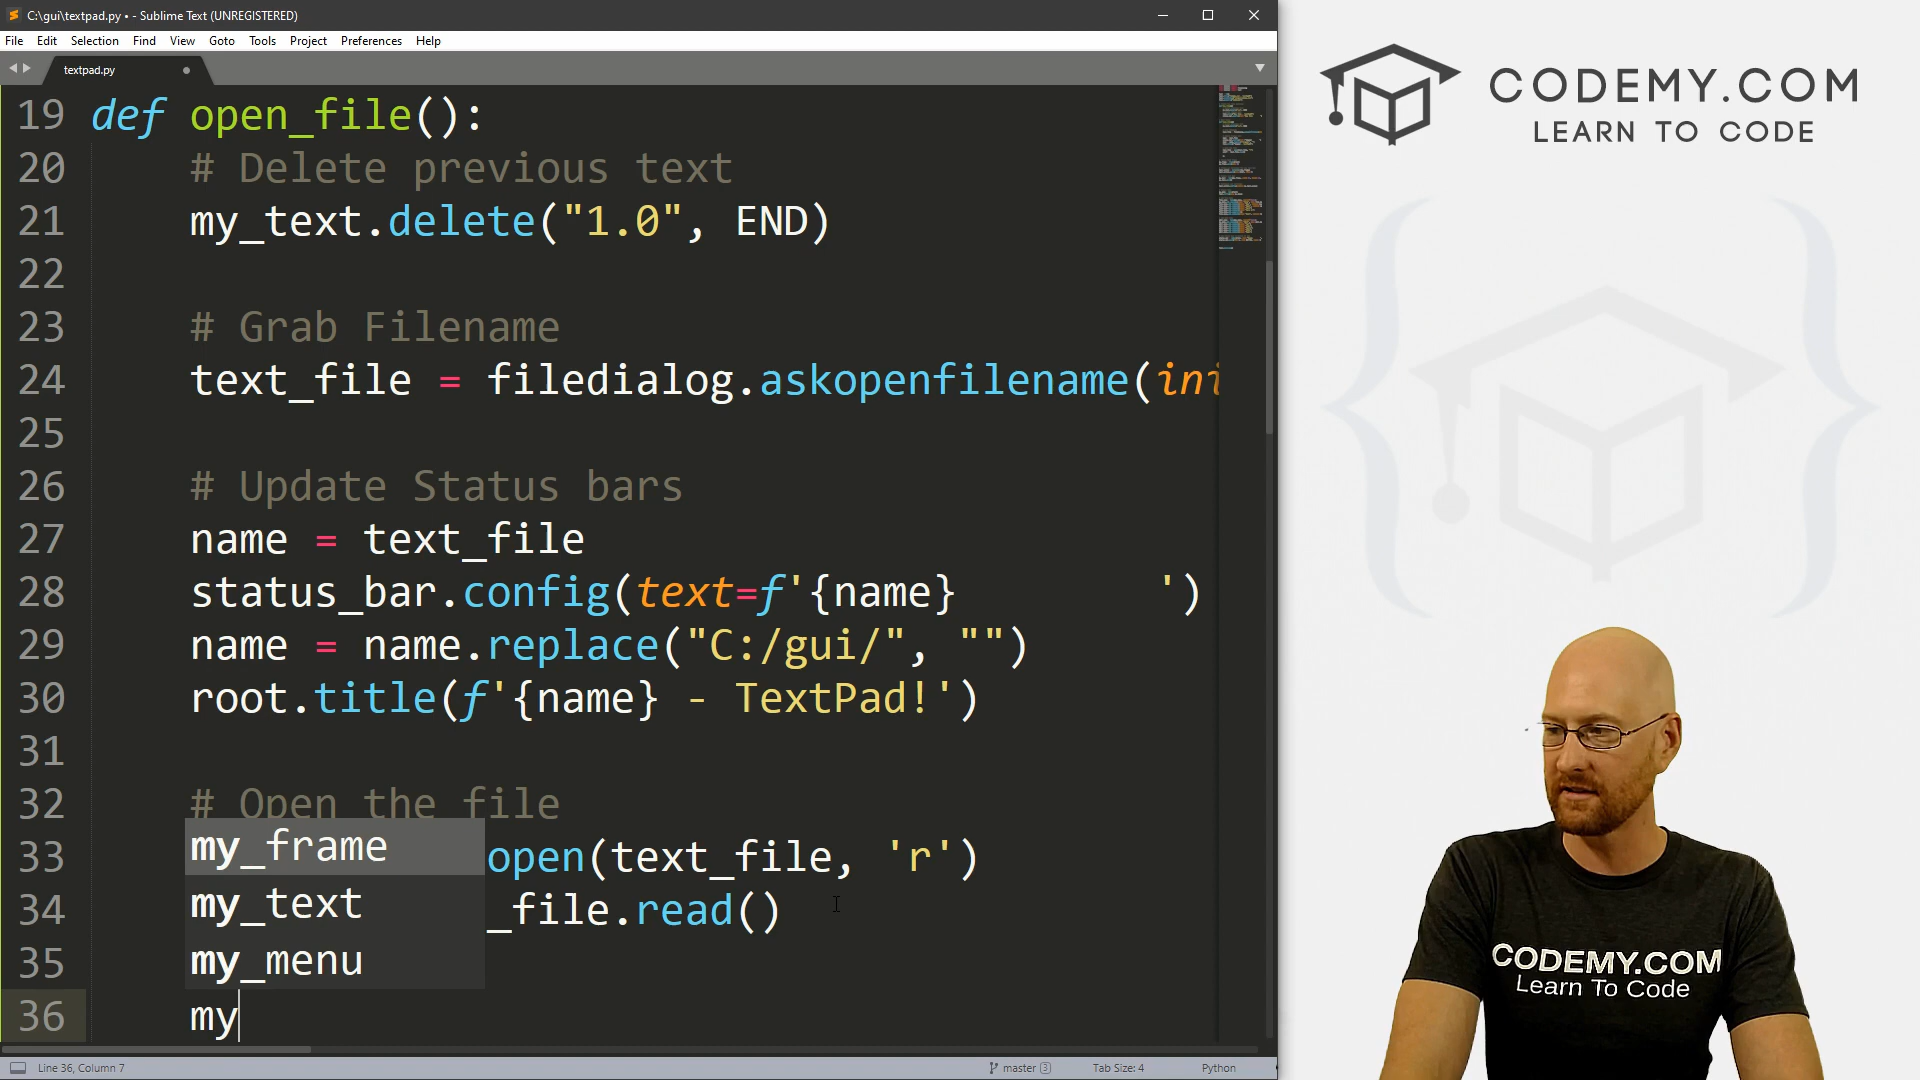 C:\gui\textpad.py • - Sublime Text (UNREGISTERED)
File Edit Selection Find View Goto Tools Project Preferences Help
textpad.py
19 def open_file():
20 # Delete previous text
21 my_text.delete("1.0", END)
22
23 # Grab Filename
24 text_file = filedialog.askopenfilename(ini
25
26 # Update Status bars
27 name = text_file
28 status_bar.config(text=f'{name}        ')
29 name = name.replace("C:/gui/", "")
30 root.title(f'{name} - TextPad!')
31
32 # Open the file
33 open(text_file, 'r')
34 _file.read()
35
36 my
my_frame
my_text
my_menu
Line 36, Column 7
master 3
Tab Size: 4
Python
CODEMY.COM
LEARN TO CODE
CODEMY.COM
Learn To Code